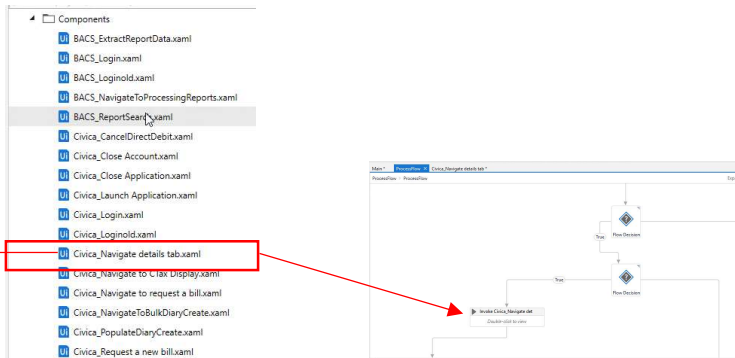 Components
BACS_ExtractReportData.xaml
BACS_Login.xaml
BACS_Loginold.xaml
BACS_NavigateToProcessingReports.xaml
BACS_ReportSearch.xaml
Civica_CancelDirectDebit.xaml
Civica_Close Account.xaml
Civica_Close Application.xaml
Civica_Launch Application.xaml
Civica_Login.xaml
Civica_Loginold.xaml
Civica_Navigate details tab.xaml
Civica_Navigate to CTax Display.xaml
Civica_Navigate to request a bill.xaml
Civica_NavigateToBulkDiaryCreate.xaml
Civica_PopulateDiaryCreate.xaml
Civica_Request a new bill.xaml
Main * ProcessFlow × Civica_Navigate details tab *
ProcessFlow ProcessFlow Exp
Flow Decision
True
Flow Decision
True
Invoke Civica_Navigate det
Double-click to view